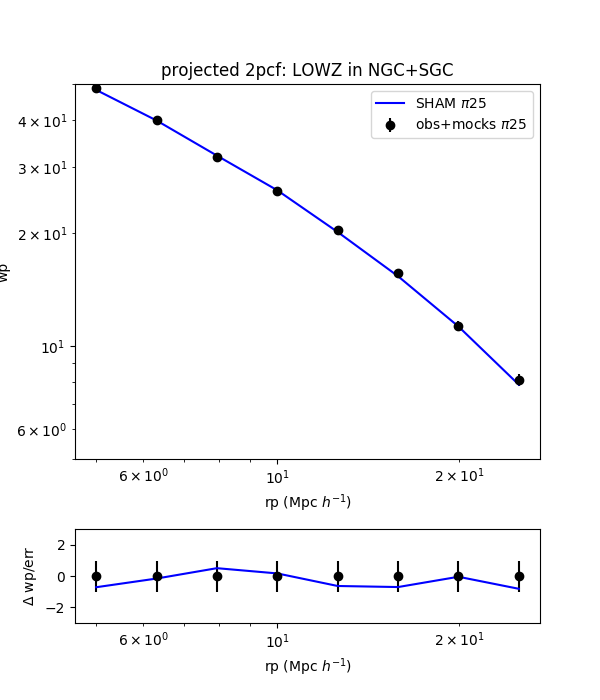 projected 2pcf: LOWZ in NGC+SGC
SHAM π25
obs+mocks π25
4 × 10¹
3 × 10¹
2 × 10¹
10¹
6 × 10⁰
wp
6 × 10⁰
10¹
2 × 10¹
rp (Mpc h⁻¹)
2
0
−2
Δ wp/err
6 × 10⁰
10¹
2 × 10¹
rp (Mpc h⁻¹)